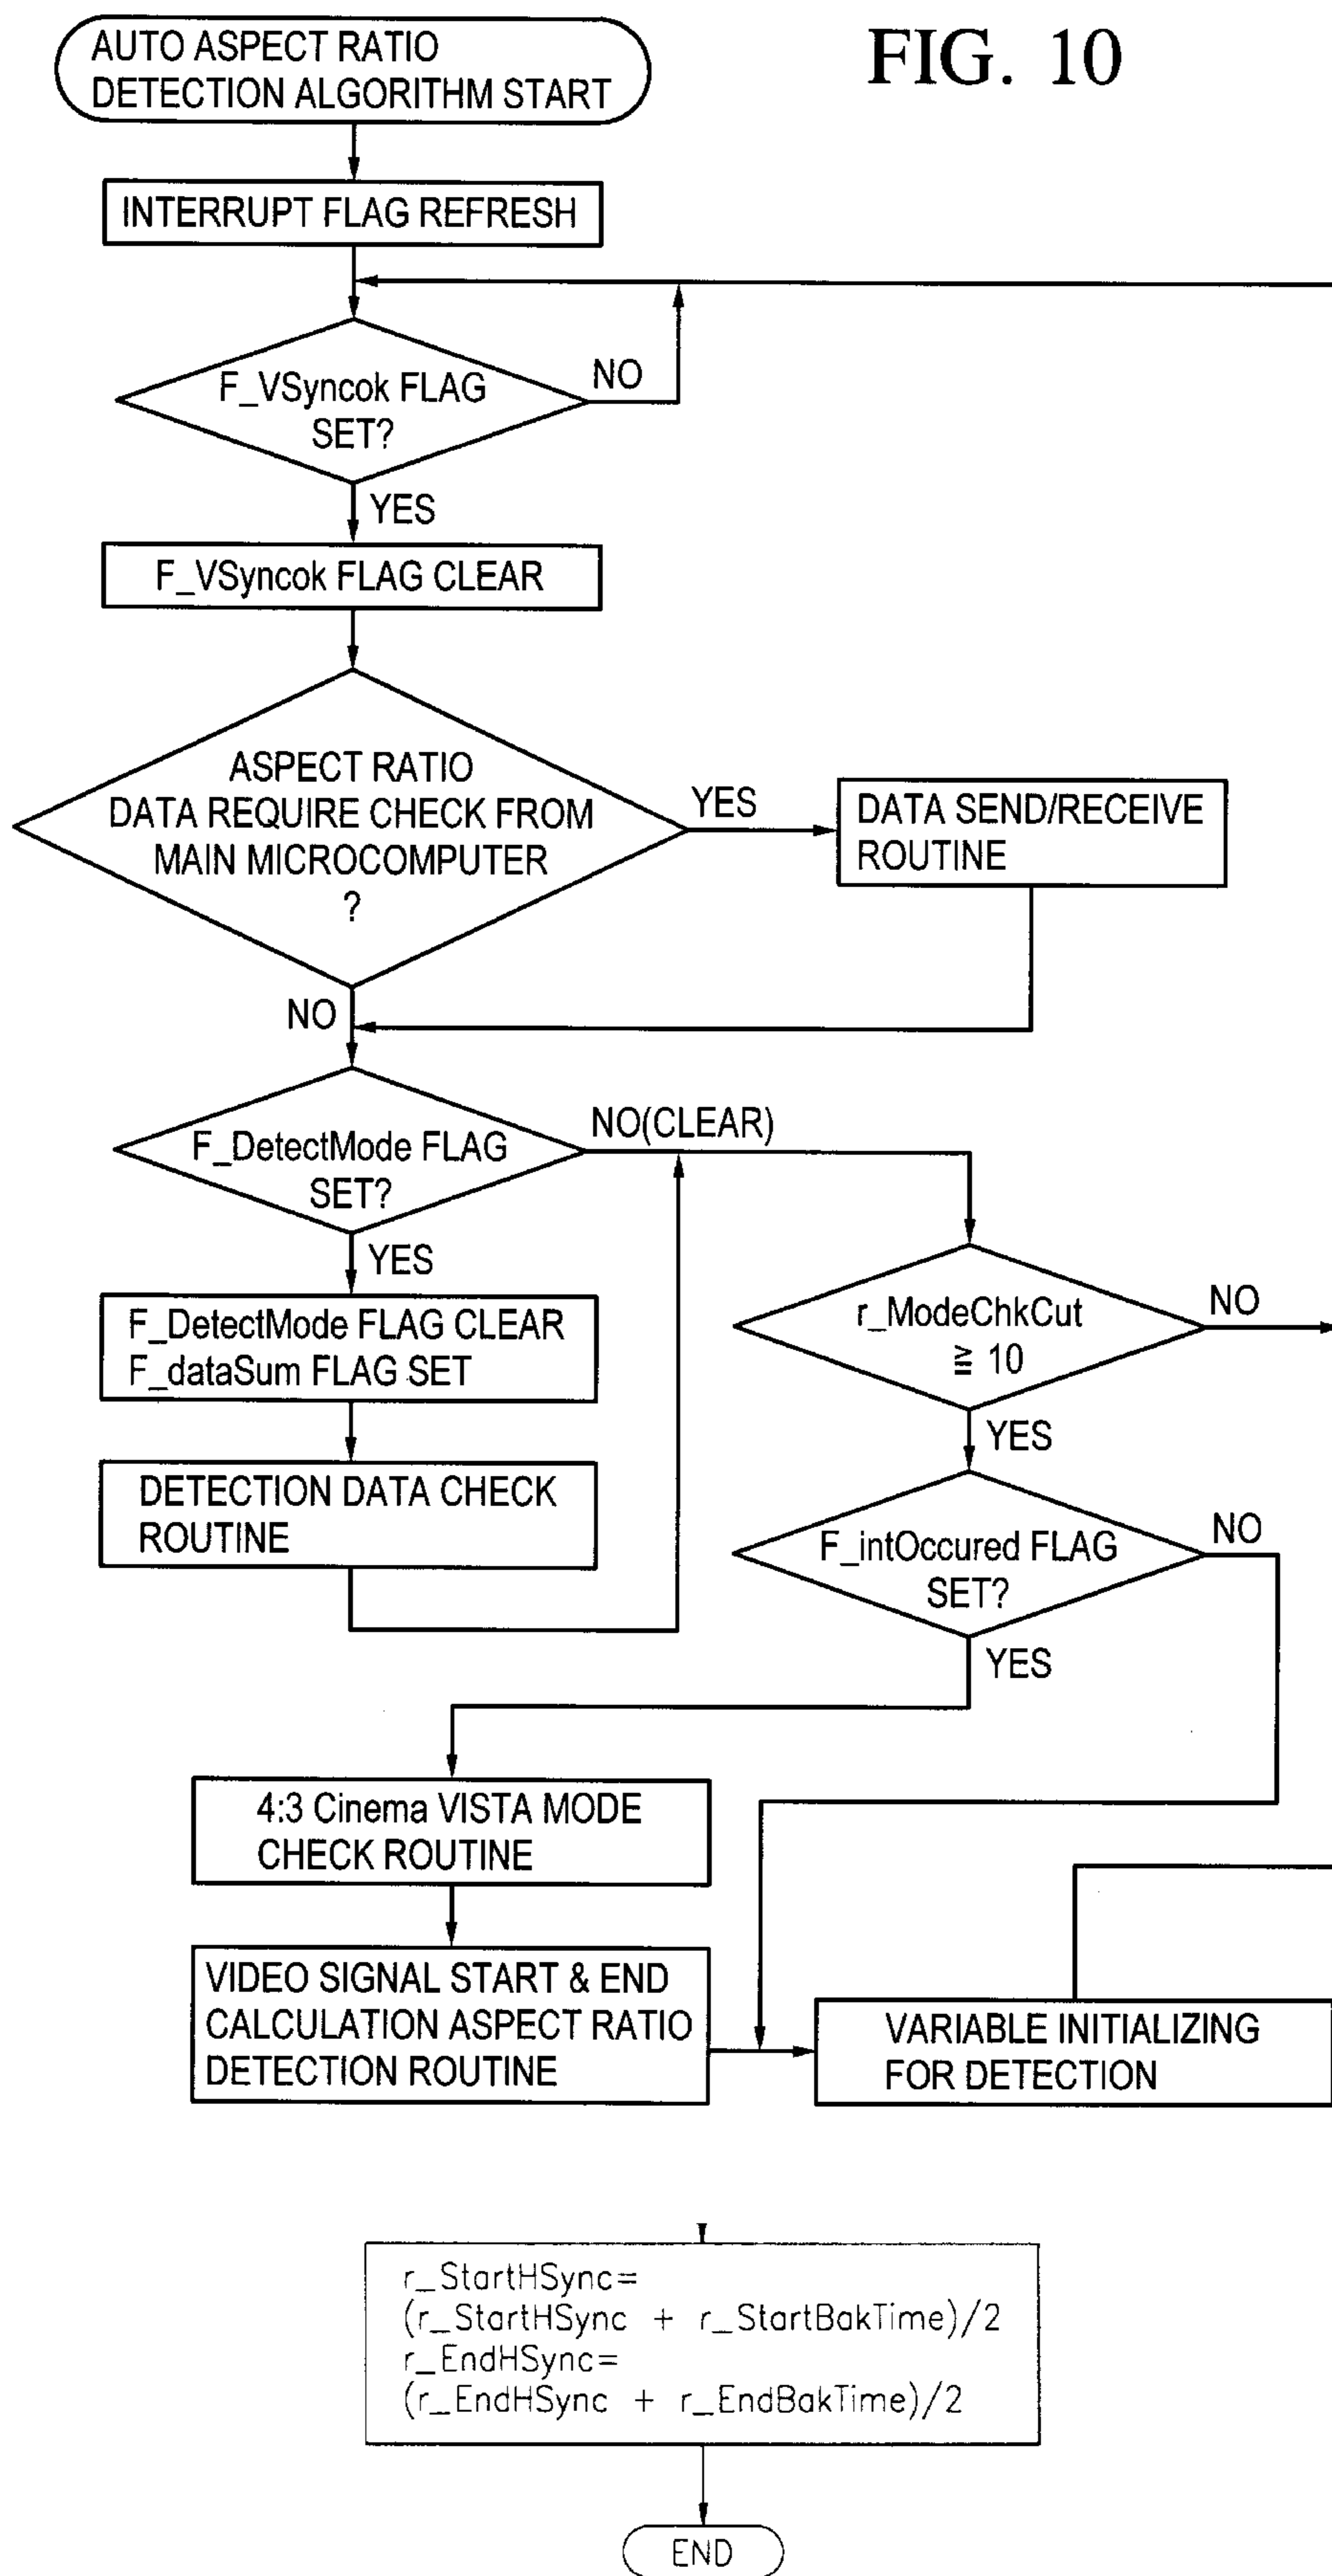 FIG. 10
AUTO ASPECT RATIO
DETECTION ALGORITHM START
INTERRUPT FLAG REFRESH
F_VSyncok FLAG
SET?
NO
YES
F_VSyncok FLAG CLEAR
ASPECT RATIO
DATA REQUIRE CHECK FROM
MAIN MICROCOMPUTER
?
YES
DATA SEND/RECEIVE
ROUTINE
NO
F_DetectMode FLAG
SET?
NO(CLEAR)
YES
F_DetectMode FLAG CLEAR
F_dataSum FLAG SET
DETECTION DATA CHECK
ROUTINE
r_ModeChkCut
≧ 10
NO
YES
F_intOccured FLAG
SET?
NO
YES
4:3 Cinema VISTA MODE
CHECK ROUTINE
VIDEO SIGNAL START & END
CALCULATION ASPECT RATIO
DETECTION ROUTINE
VARIABLE INITIALIZING
FOR DETECTION
r_StartHSync=
(r_StartHSync + r_StartBakTime)/2
r_EndHSync=
(r_EndHSync + r_EndBakTime)/2
END